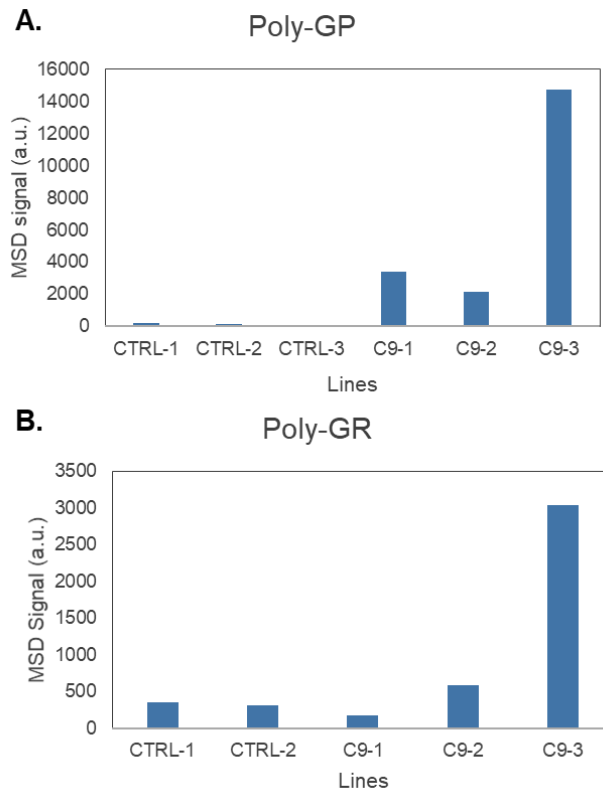 A.
Poly-GP
MSD signal (a.u.)
16000
14000
12000
10000
8000
6000
4000
2000
0
CTRL-1 CTRL-2 CTRL-3 C9-1 C9-2 C9-3
Lines
B.
Poly-GR
MSD Signal (a.u.)
3500
3000
2500
2000
1500
1000
500
0
CTRL-1 CTRL-2 C9-1 C9-2 C9-3
Lines